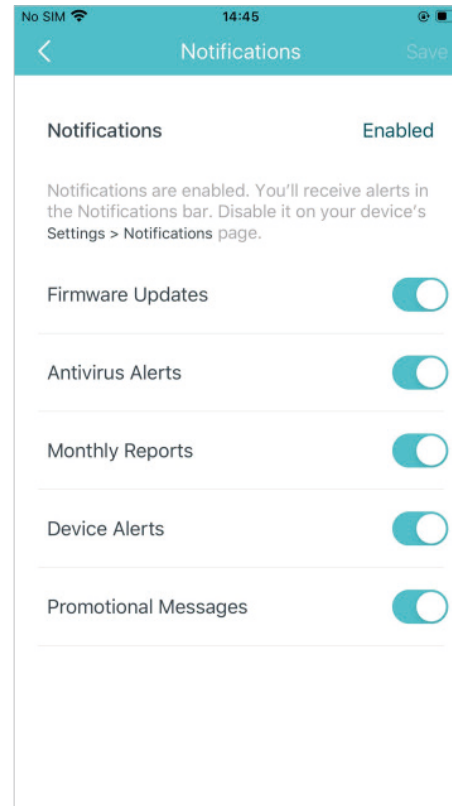 No SIM 14:45
Notifications Save
Notifications Enabled
Notifications are enabled. You'll receive alerts in
the Notifications bar. Disable it on your device's
Settings > Notifications page.
Firmware Updates
Antivirus Alerts
Monthly Reports
Device Alerts
Promotional Messages